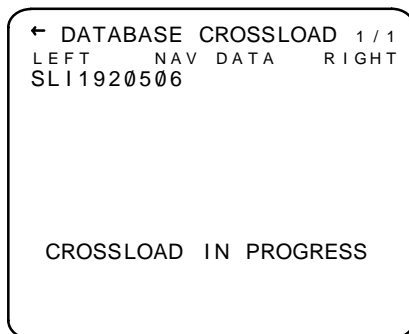 ← DATABASE CROSSLOAD 1/1
LEFT NAV DATA RIGHT
SLI1920506
CROSSLOAD IN PROGRESS